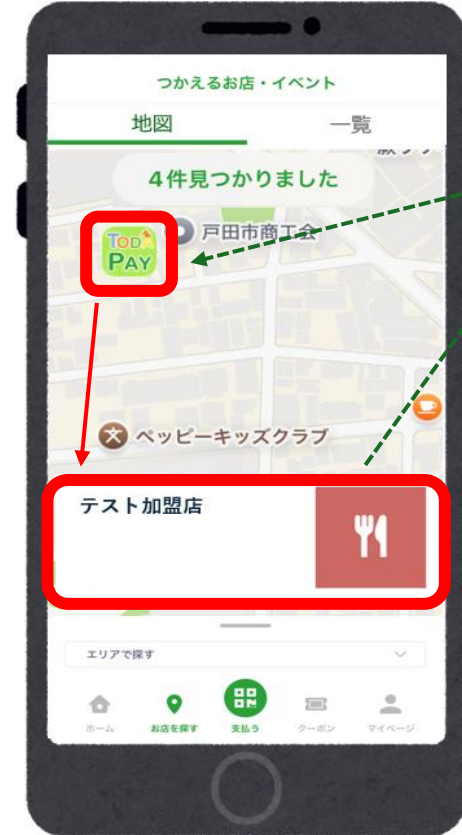 つかえるお店・イベント
地図
一覧
4件見つかりました
TODA
PAY
戸田市商工会
ペッピーキッズクラブ
テスト加盟店
エリアで探す
ホーム
お店を探す
支払う
クーポン
マイページ